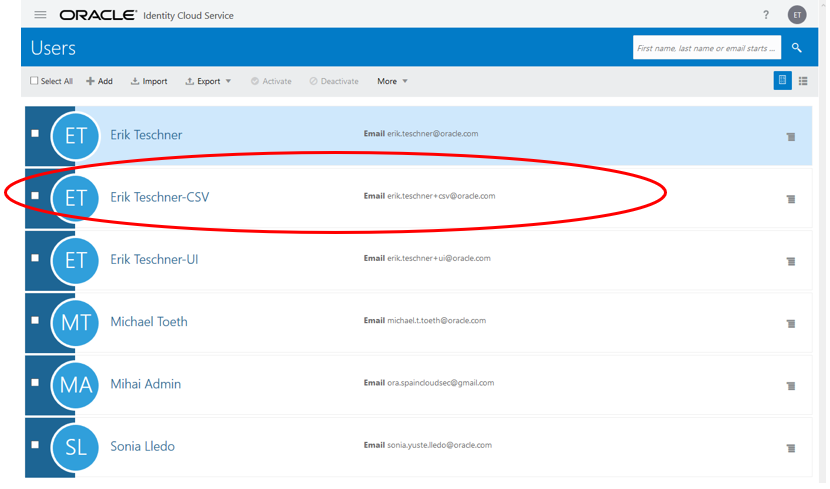 ORACLE® Identity Cloud Service ? ET
Users First name, last name or email starts ...
Select All Add Import Export Activate Deactivate More
ET Erik Teschner Email erik.teschner@oracle.com
ET Erik Teschner-CSV Email erik.teschner+csv@oracle.com
ET Erik Teschner-UI Email erik.teschner+ui@oracle.com
MT Michael Toeth Email michael.t.toeth@oracle.com
MA Mihai Admin Email ora.spaincloudsec@gmail.com
SL Sonia Lledo Email sonia.yuste.lledo@oracle.com